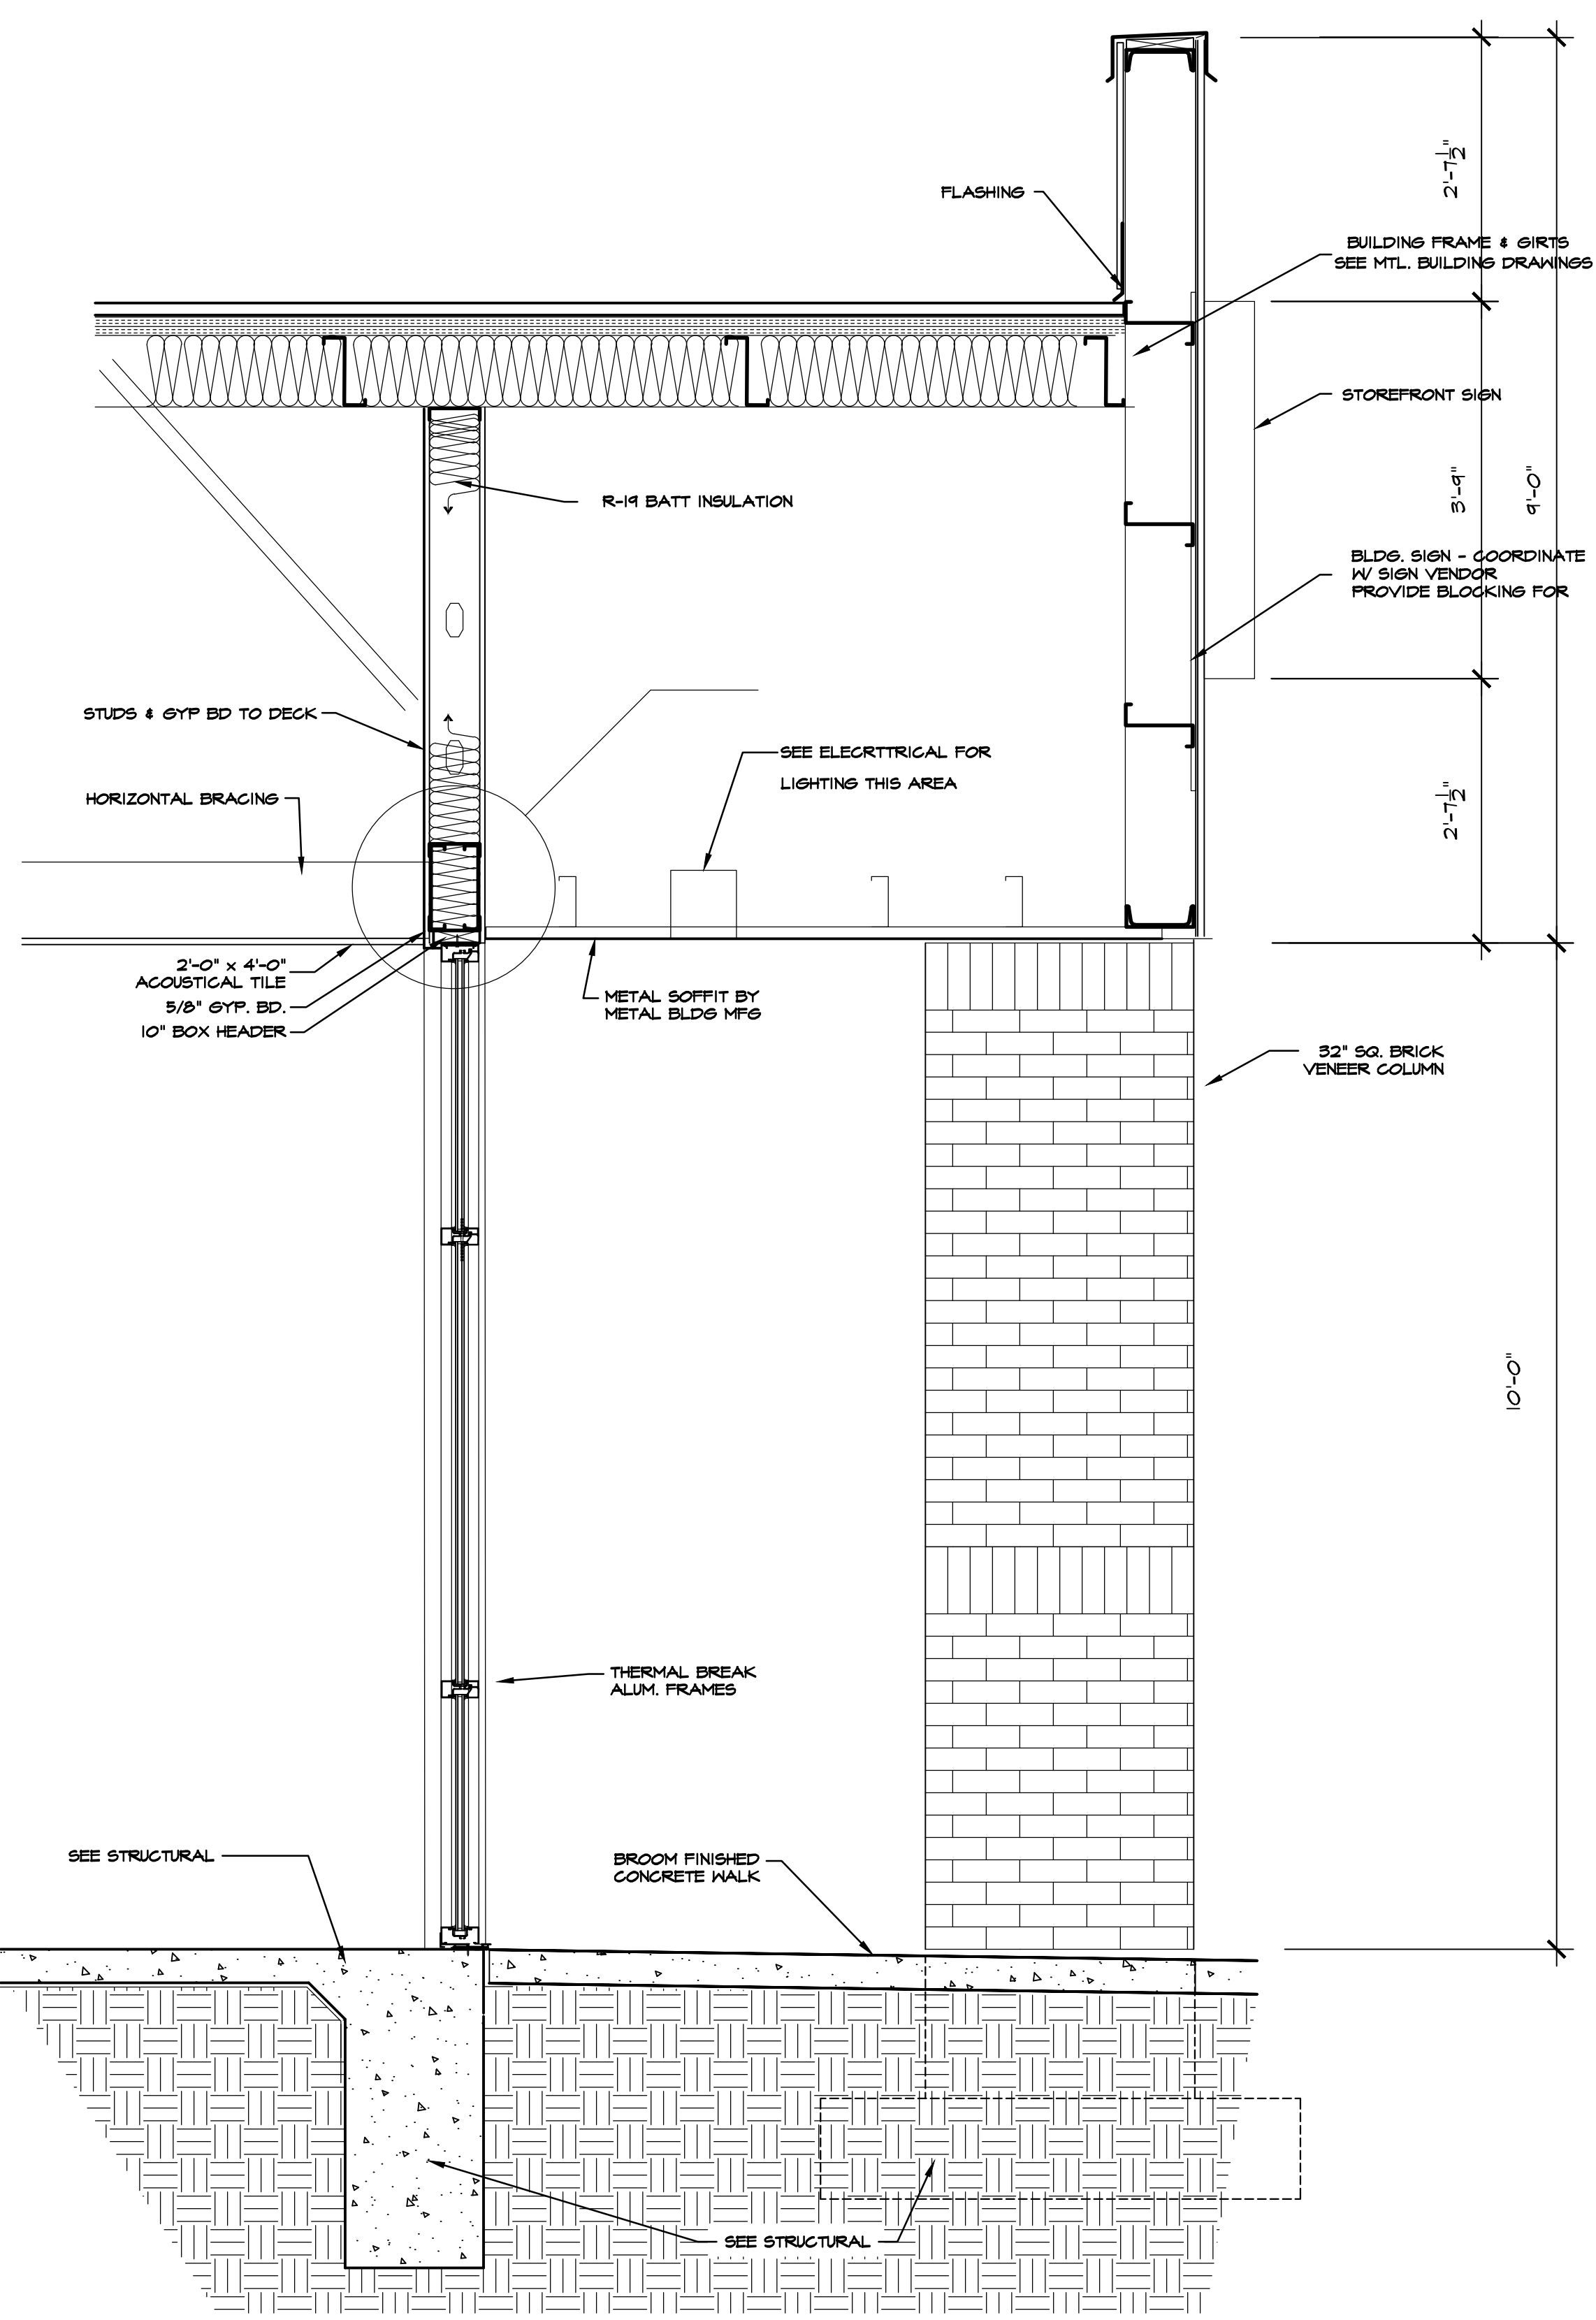 2'-7 1/2"
FLASHING
BUILDING FRAME & GIRTS
SEE MTL. BUILDING DRAWINGS
STOREFRONT SIGN
3'-9"
9'-0"
R-19 BATT INSULATION
BLDG. SIGN - COORDINATE
W/ SIGN VENDOR
PROVIDE BLOCKING FOR
STUDS & GYP BD TO DECK
SEE ELECRTTRICAL FOR
LIGHTING THIS AREA
HORIZONTAL BRACING
2'-7 1/2"
2'-0" x 4'-0"
ACOUSTICAL TILE
5/8" GYP. BD.
10" BOX HEADER
METAL SOFFIT BY
METAL BLDG MFG
32" SQ. BRICK
VENEER COLUMN
10'-0"
THERMAL BREAK
ALUM. FRAMES
SEE STRUCTURAL
BROOM FINISHED
CONCRETE WALK
SEE STRUCTURAL